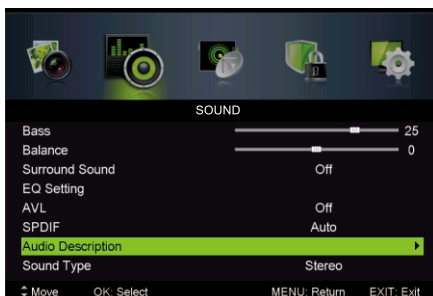 SOUND
Bass 25
Balance 0
Surround Sound Off
EQ Setting
AVL Off
SPDIF Auto
Audio Description
Sound Type Stereo
Move OK: Select MENU: Return EXIT: Exit